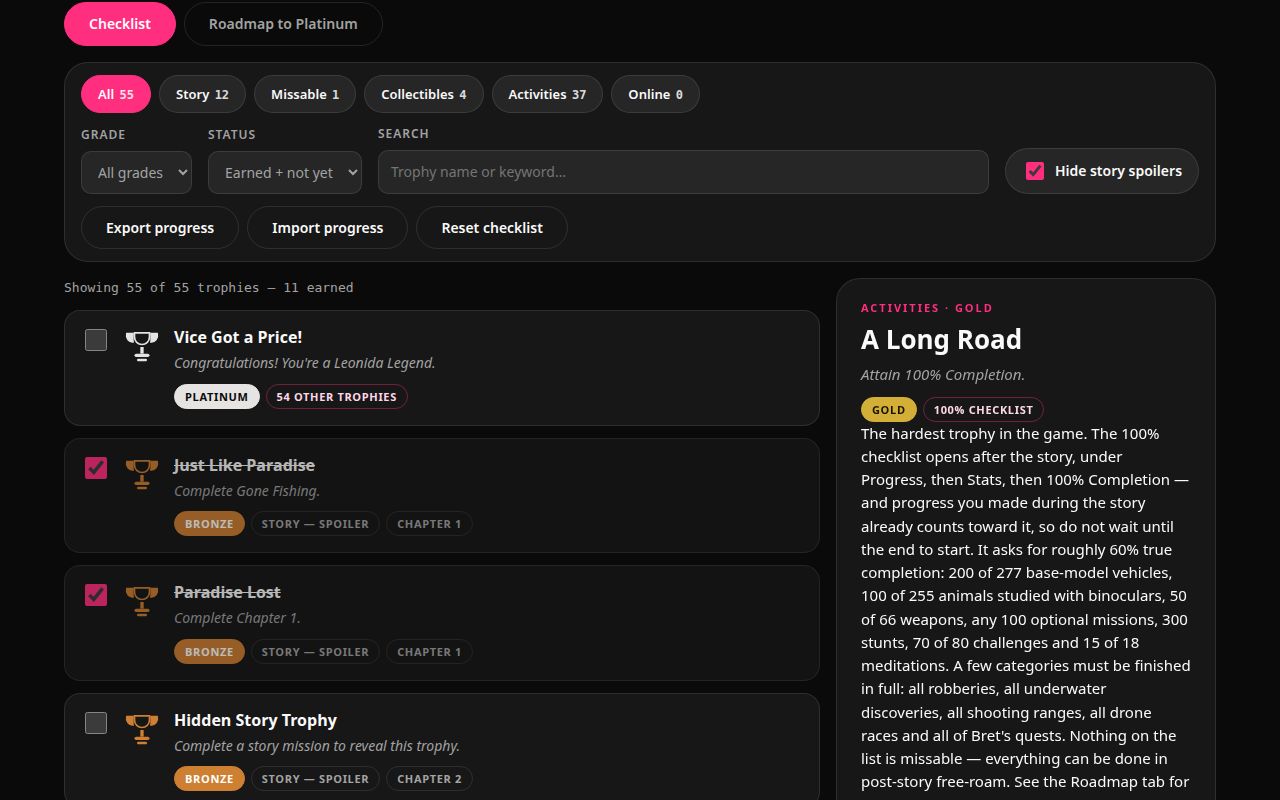 Checklist
Roadmap to Platinum
All 55
Story 12
Missable 1
Collectibles 4
Activities 37
Online 0
GRADE
STATUS
SEARCH
All grades
Earned + not yet
Trophy name or keyword...
Hide story spoilers
Export progress
Import progress
Reset checklist
Showing 55 of 55 trophies — 11 earned
Vice Got a Price!
Congratulations! You're a Leonida Legend.
PLATINUM
54 OTHER TROPHIES
Just Like Paradise
Complete Gone Fishing.
BRONZE
STORY — SPOILER
CHAPTER 1
Paradise Lost
Complete Chapter 1.
BRONZE
STORY — SPOILER
CHAPTER 1
Hidden Story Trophy
Complete a story mission to reveal this trophy.
BRONZE
STORY — SPOILER
CHAPTER 2
ACTIVITIES · GOLD
A Long Road
Attain 100% Completion.
GOLD
100% CHECKLIST
The hardest trophy in the game. The 100%
checklist opens after the story, under
Progress, then Stats, then 100% Completion —
and progress you made during the story
already counts toward it, so do not wait until
the end to start. It asks for roughly 60% true
completion: 200 of 277 base-model vehicles,
100 of 255 animals studied with binoculars, 50
of 66 weapons, any 100 optional missions, 300
stunts, 70 of 80 challenges and 15 of 18
meditations. A few categories must be finished
in full: all robberies, all underwater
discoveries, all shooting ranges, all drone
races and all of Bret's quests. Nothing on the
list is missable — everything can be done in
post-story free-roam. See the Roadmap tab for